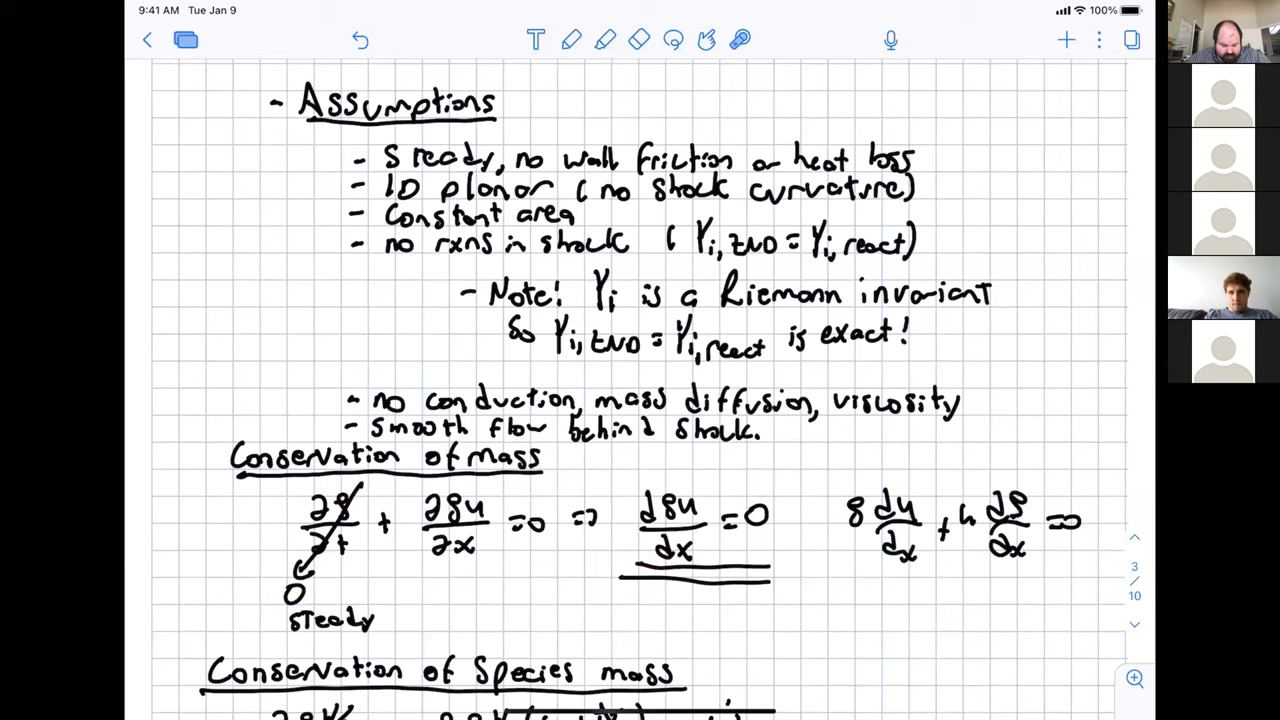 9:41 AM Tue Jan 9
100%
- Assumptions
- Steady, no wall friction or heat loss
- 1D planar (no shock curvature)
- Constant area
- no rxns in shock (Yi, ZND = Yi, react)
- Note! Yi is a Riemann invariant
so Yi, ZND = Yi, react is exact!
- no conduction, mass diffusion, viscosity
- smooth flow behind shock.
Conservation of mass
∂ρ/∂t + ∂ρu/∂x = 0 ⇒ dρu/dx = 0 ρ du/dx + u dρ/dx = 0
0
steady
3
/
10
Conservation of Species mass